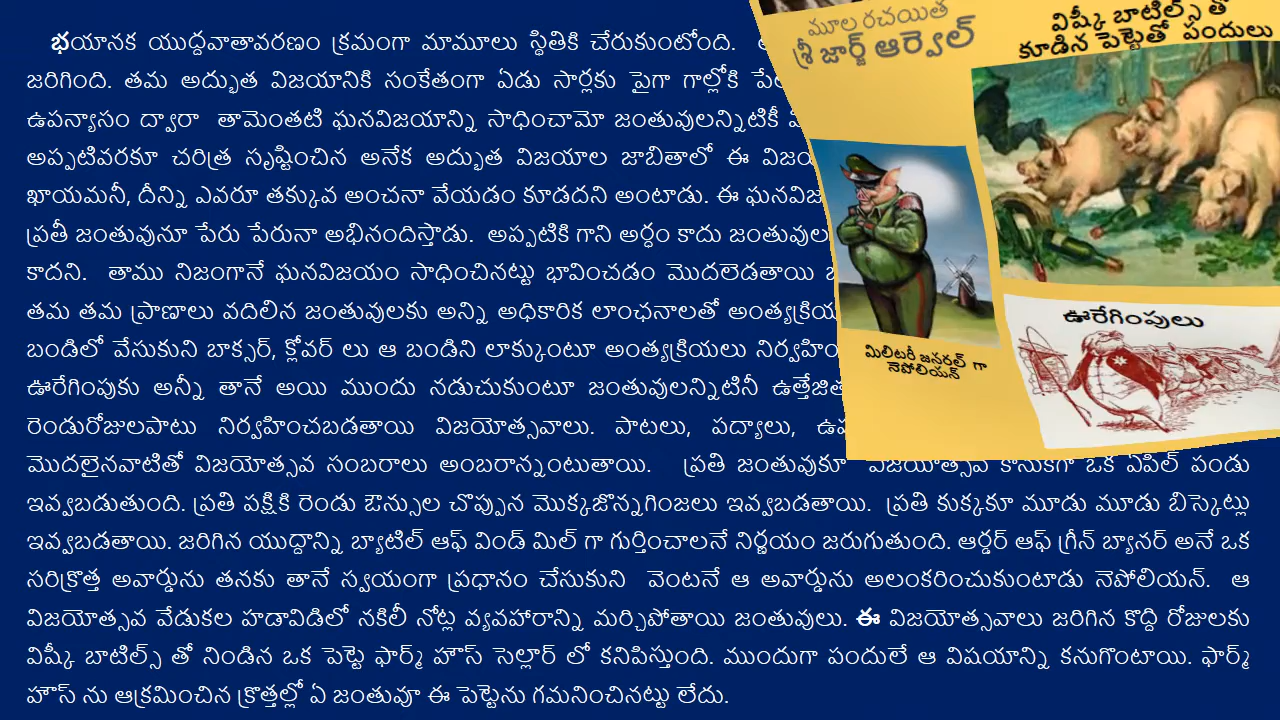 భయానక యుద్ధవాతావరణం క్రమంగా మామూలు స్థితికి చేరుకుంటోంది.
జరిగింది. తమ అద్భుత విజయానికి సంకేతంగా ఏడు సార్లకు పైగా గాల్లోకి
ఉపన్యాసం ద్వారా తామెంతటి ఘనవిజయాన్ని సాధించామో జంతువులన్నిటికీ
అప్పటివరకూ చరిత్ర సృష్టించిన అనేక అద్భుత విజయాల జాబితాలో ఈ
ఖాయమనీ, దీన్ని ఎవరూ తక్కువ అంచనా వేయడం కూడదని అంటాడు. ఈ
ప్రతీ జంతువునూ పేరు పేరునా అభినందిస్తాడు. అప్పటికి గాని అర్ధం కాదు
కాదని. తాము నిజంగానే ఘనవిజయం సాధించినట్టు భావించడం మొదలెడతాయి
తమ తమ ప్రాణాలు వదిలిన జంతువులకు అన్ని అధికారిక లాంఛనాలతో
బండిలో వేసుకుని బాక్సర్, క్లోవర్ లు ఆ బండిని లాక్కుంటూ అంత్యక్రియలు
ఊరేగింపుకు అన్నీ తానే అయి ముందు నడుచుకుంటూ జంతువులన్నిటినీ
రెండురోజులపాటు నిర్వహించబడతాయి విజయోత్సవాలు. పాటలు, పద్యాలు,
మొదలైనవాటితో విజయోత్సవ సంబరాలు అంబరాన్నంటుతాయి. ప్రతి జంతువుకూ విజయోత్సవ కానుకగా ఒక ఏపిల్ పండు
ఇవ్వబడుతుంది. ప్రతి పక్షికి రెండు ఔన్సుల చొప్పున మొక్కజొన్నగింజలు ఇవ్వబడతాయి. ప్రతి కుక్కకూ మూడు మూడు బిస్కెట్లు
ఇవ్వబడతాయి. జరిగిన యుద్ధాన్ని బ్యాటిల్ ఆఫ్ విండ్ మిల్ గా గుర్తించాలనే నిర్ణయం జరుగుతుంది. ఆర్డర్ ఆఫ్ గ్రీన్ బ్యానర్ అనే ఒక
సరిక్రొత్త అవార్డును తనకు తానే స్వయంగా ప్రధానం చేసుకుని వెంటనే ఆ అవార్డును అలంకరించుకుంటాడు నెపోలియన్. ఆ
విజయోత్సవ వేడుకల హడావిడిలో నకిలీ నోట్ల వ్యవహారాన్ని మర్చిపోతాయి జంతువులు. ఈ విజయోత్సవాలు జరిగిన కొద్ది రోజులకు
విష్కీ బాటిల్స్ తో నిండిన ఒక పెట్టె ఫార్మ్ హౌస్ సెల్లార్ లో కనిపిస్తుంది. ముందుగా పందులే ఆ విషయాన్ని కనుగొంటాయి. ఫార్మ్
హౌస్ ను ఆక్రమించిన క్రొత్తల్లో ఏ జంతువూ ఈ పెట్టెను గమనించినట్టు లేదు.
మూల రచయిత
శ్రీ జార్జ్ ఆర్వెల్
విష్కీ బాటిల్స్ తో
కూడిన పెట్టెతో పందులు
మిలిటరీ జనరల్ గా
నెపోలియన్
ఊరేగింపులు